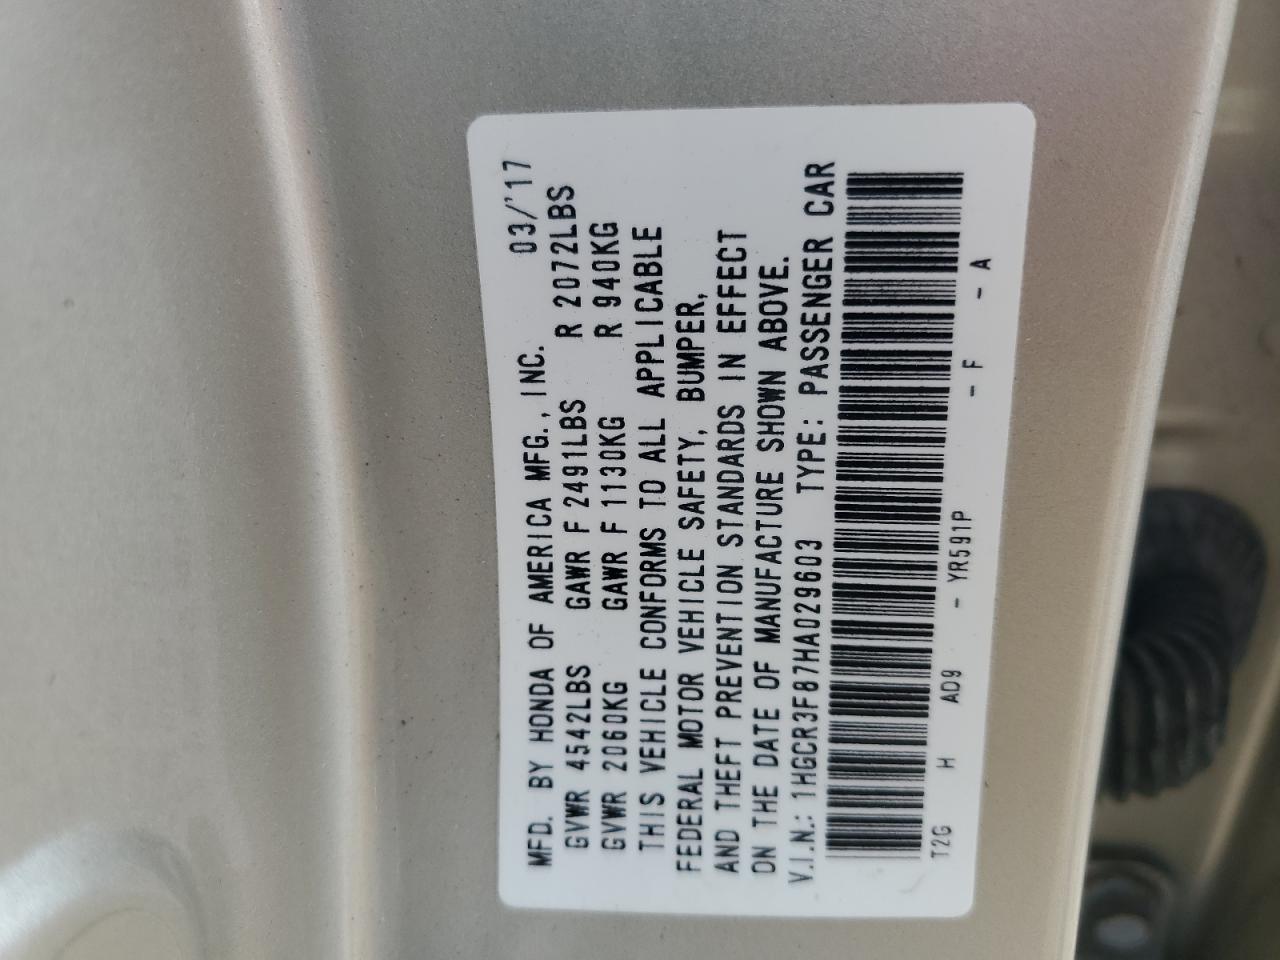 MFD. BY HONDA OF AMERICA MFG., INC. 03/'17
GVWR 4542LBS GAWR F 2491LBS R 2072LBS
GVWR 2060KG GAWR F 1130KG R 940KG
THIS VEHICLE CONFORMS TO ALL APPLICABLE
FEDERAL MOTOR VEHICLE SAFETY, BUMPER,
AND THEFT PREVENTION STANDARDS IN EFFECT
ON THE DATE OF MANUFACTURE SHOWN ABOVE.
V.I.N.: 1HGCR3F87HA029603 TYPE: PASSENGER CAR
T2G H AD9 - YR591P - F - A